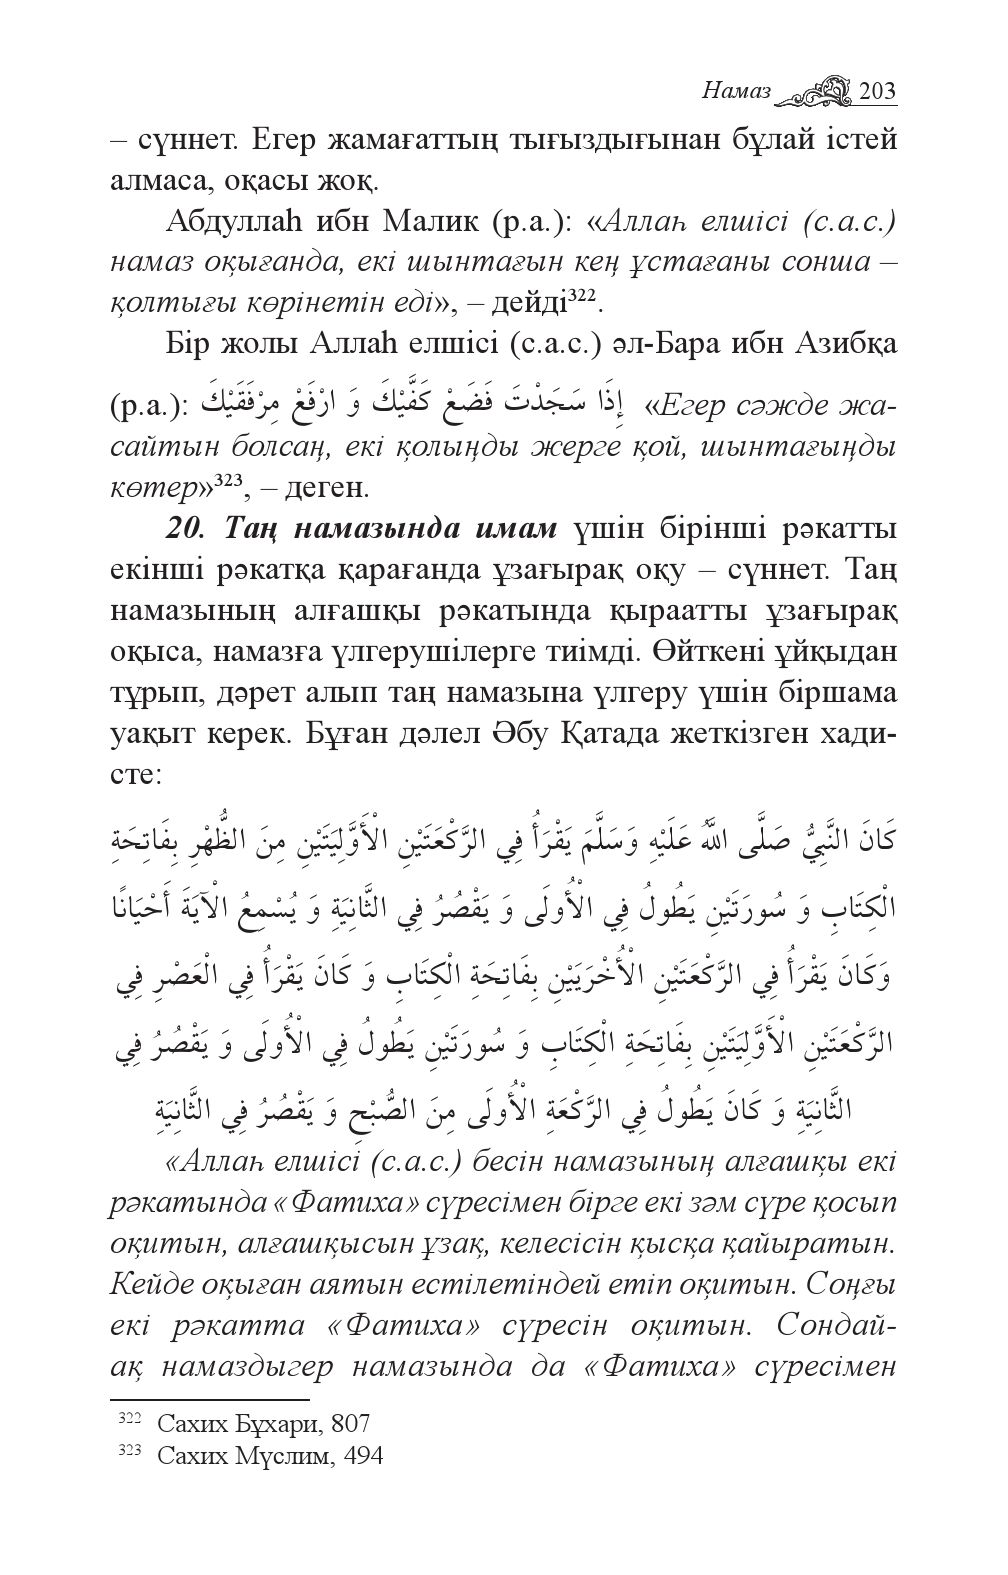 Намаз 203
– сүннет. Егер жамағаттың тығыздығынан бұлай істей
алмаса, оқасы жоқ.
Абдуллаһ ибн Малик (р.а.): «Аллаһ елшісі (с.а.с.)
намаз оқығанда, екі шынтағын кең ұстағаны сонша –
қолтығы көрінетін еді», – дейді³²².
Бір жолы Аллаһ елшісі (с.а.с.) әл-Бара ибн Азибқа
(р.а.): إِذَا سَجَدْتَ فَضَعْ كَفَّيْكَ وَ ارْفَعْ مِرْفَقَيْكَ «Егер сәжде жа-
сайтын болсаң, екі қолыңды жерге қой, шынтағыңды
көтер»³²³, – деген.
20. Таң намазында имам үшін бірінші рәкатты
екінші рәкатқа қарағанда ұзағырақ оқу – сүннет. Таң
намазының алғашқы рәкатында қыраатты ұзағырақ
оқыса, намазға үлгерушілерге тиімді. Өйткені ұйқыдан
тұрып, дәрет алып таң намазына үлгеру үшін біршама
уақыт керек. Бұған дәлел Әбу Қатада жеткізген хади-
сте:
كَانَ النَّبِيُّ صَلَّى اللَّهُ عَلَيْهِ وَسَلَّمَ يَقْرَأُ فِي الرَّكْعَتَيْنِ الْأَوَّلِيَتَيْنِ مِنَ الظُّهْرِ بِفَاتِحَةِ
الْكِتَابِ وَ سُورَتَيْنِ يَطُولُ فِي الْأُولَى وَ يَقْصُرُ فِي الثَّانِيَةِ وَ يُسْمِعُ الْآيَةَ أَحْيَانًا
وَكَانَ يَقْرَأُ فِي الرَّكْعَتَيْنِ الْأُخْرَيَيْنِ بِفَاتِحَةِ الْكِتَابِ وَ كَانَ يَقْرَأُ فِي الْعَصْرِ فِي
الرَّكْعَتَيْنِ الْأَوَّلِيَتَيْنِ بِفَاتِحَةِ الْكِتَابِ وَ سُورَتَيْنِ يَطُولُ فِي الْأُولَى وَ يَقْصُرُ فِي
الثَّانِيَةِ وَ كَانَ يَطُولُ فِي الرَّكْعَةِ الْأُولَى مِنَ الصُّبْحِ وَ يَقْصُرُ فِي الثَّانِيَةِ
«Аллаһ елшісі (с.а.с.) бесін намазының алғашқы екі
рәкатында «Фатиха» сүресімен бірге екі зәм сүре қосып
оқитын, алғашқысын ұзақ, келесісін қысқа қайыратын.
Кейде оқыған аятын естілетіндей етіп оқитын. Соңғы
екі рәкатта «Фатиха» сүресін оқитын. Сондай-
ақ намаздыгер намазында да «Фатиха» сүресімен
³²² Сахих Бұхари, 807
³²³ Сахих Мүслим, 494